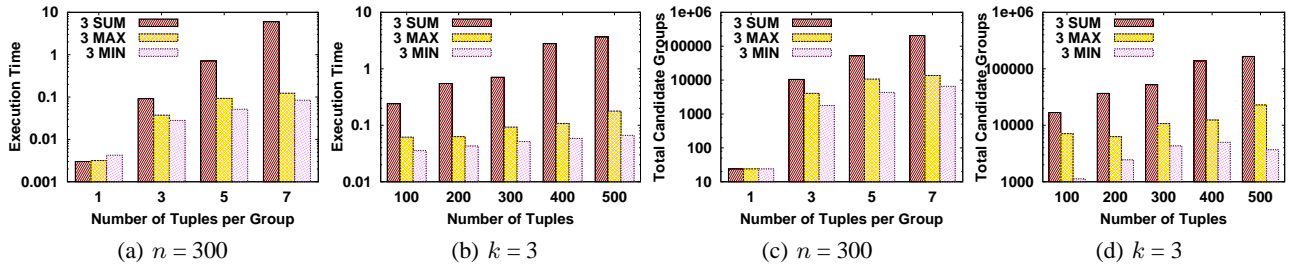 Execution Time
10
1
0.1
0.01
0.001
3 SUM
3 MAX
3 MIN
1 3 5 7
Number of Tuples per Group
(a) n = 300
Execution Time
10
1
0.1
0.01
3 SUM
3 MAX
3 MIN
100 200 300 400 500
Number of Tuples
(b) k = 3
Total Candidate Groups
1e+06
100000
10000
1000
100
10
3 SUM
3 MAX
3 MIN
1 3 5 7
Number of Tuples per Group
(c) n = 300
Total Candidate Groups
1e+06
100000
10000
1000
3 SUM
3 MAX
3 MIN
100 200 300 400 500
Number of Tuples
(d) k = 3